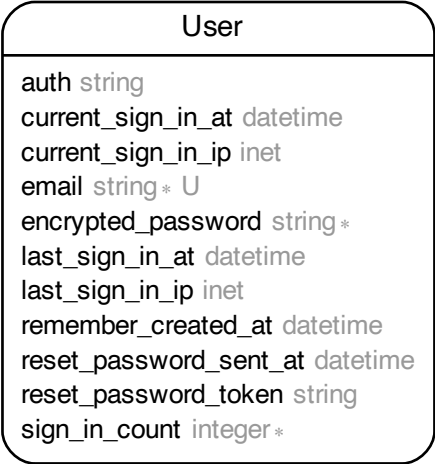 User
auth string
current_sign_in_at datetime
current_sign_in_ip inet
email string∗ U
encrypted_password string∗
last_sign_in_at datetime
last_sign_in_ip inet
remember_created_at datetime
reset_password_sent_at datetime
reset_password_token string
sign_in_count integer∗